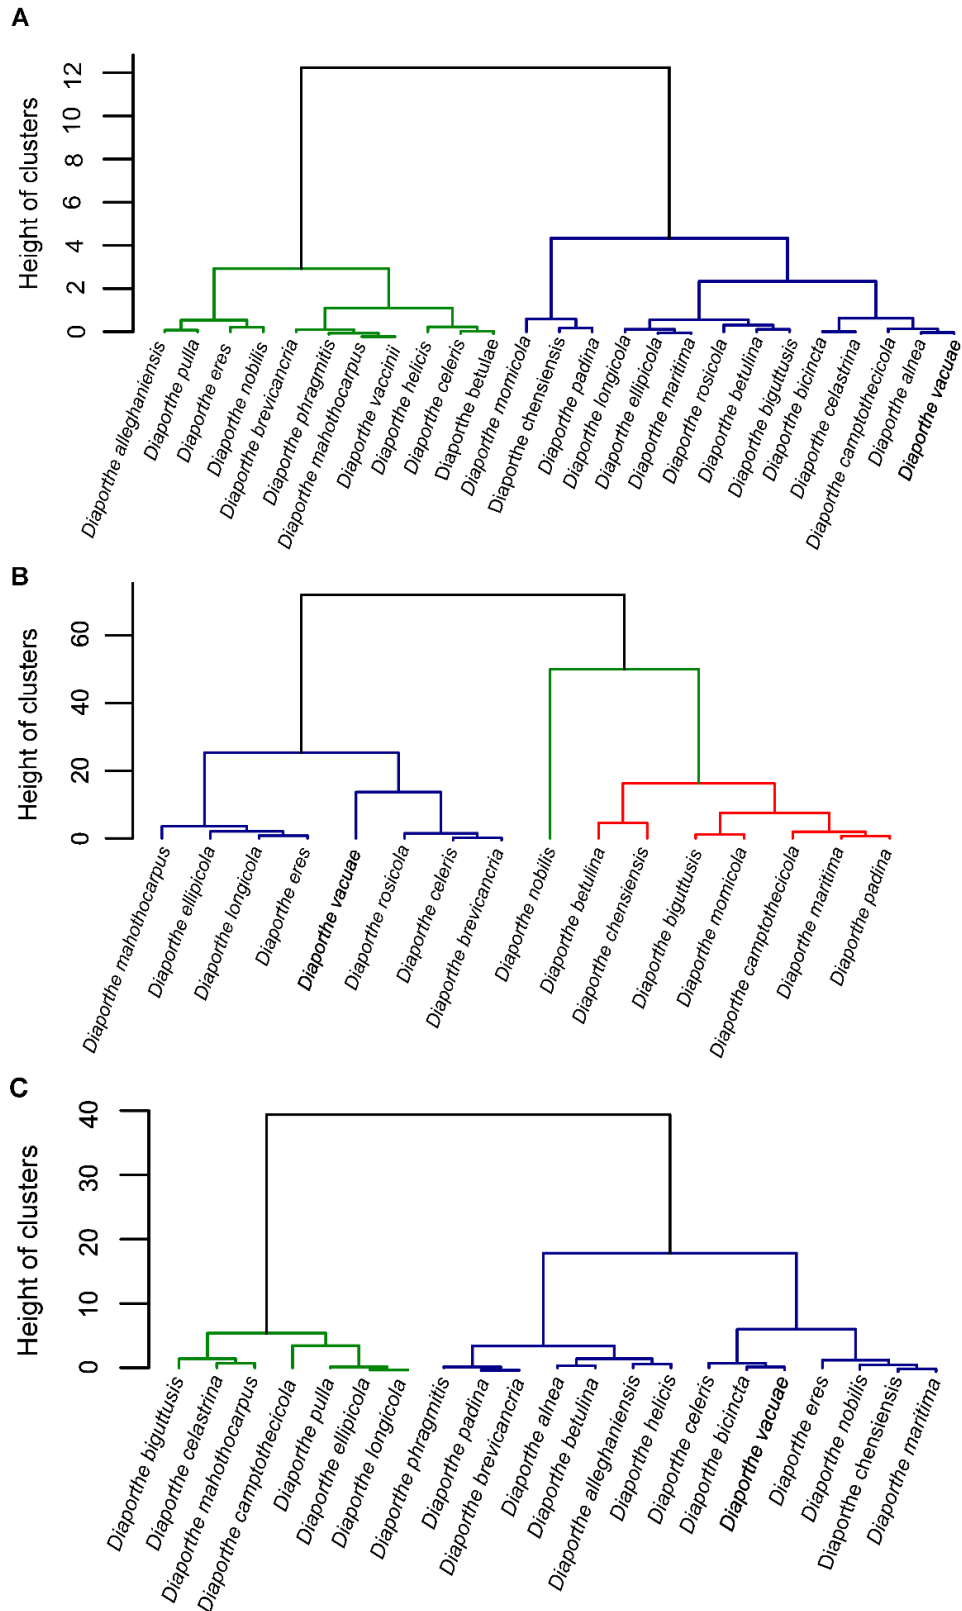 A
Height of clusters
12
10
8
6
4
2
0
Diaporthe alleghaniensis
Diaporthe pulla
Diaporthe eres
Diaporthe nobilis
Diaporthe brevicancria
Diaporthe phragmitis
Diaporthe mahothocarpus
Diaporthe vaccinii
Diaporthe helicis
Diaporthe celeris
Diaporthe betulae
Diaporthe momicola
Diaporthe chensiensis
Diaporthe padina
Diaporthe longicola
Diaporthe ellipicola
Diaporthe maritima
Diaporthe rosicola
Diaporthe betulina
Diaporthe biguttusis
Diaporthe bicincta
Diaporthe celastrina
Diaporthe camptothecicola
Diaporthe alnea
Diaporthe vacuae
B
Height of clusters
60
40
20
0
Diaporthe mahothocarpus
Diaporthe ellipicola
Diaporthe longicola
Diaporthe eres
Diaporthe vacuae
Diaporthe rosicola
Diaporthe celeris
Diaporthe brevicancria
Diaporthe nobilis
Diaporthe betulina
Diaporthe chensiensis
Diaporthe biguttusis
Diaporthe momicola
Diaporthe camptothecicola
Diaporthe maritima
Diaporthe padina
C
Height of clusters
40
30
20
10
0
Diaporthe biguttusis
Diaporthe celastrina
Diaporthe mahothocarpus
Diaporthe camptothecicola
Diaporthe pulla
Diaporthe ellipicola
Diaporthe longicola
Diaporthe phragmitis
Diaporthe padina
Diaporthe brevicancria
Diaporthe alnea
Diaporthe betulina
Diaporthe alleghaniensis
Diaporthe helicis
Diaporthe celeris
Diaporthe bicincta
Diaporthe vacuae
Diaporthe eres
Diaporthe nobilis
Diaporthe chensiensis
Diaporthe maritima